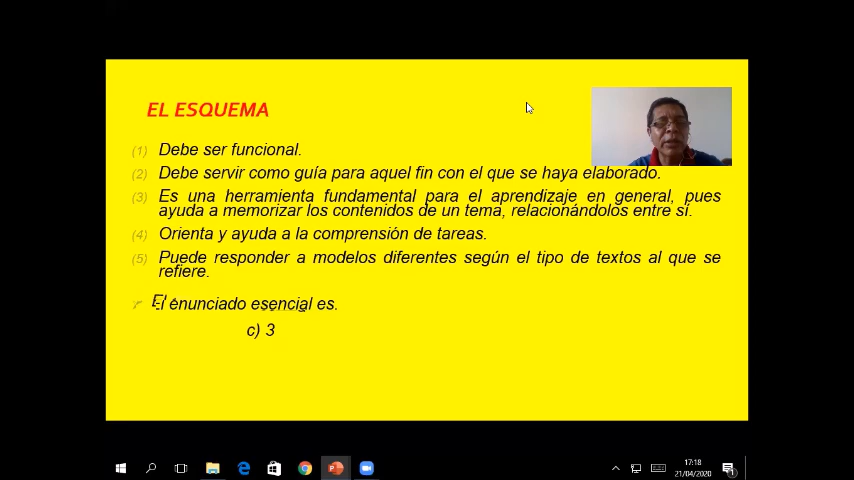 EL ESQUEMA
(1) Debe ser funcional.
(2) Debe servir como guía para aquel fin con el que se haya elaborado.
(3) Es una herramienta fundamental para el aprendizaje en general, pues
ayuda a memorizar los contenidos de un tema, relacionándolos entre sí.
(4) Orienta y ayuda a la comprensión de tareas.
(5) Puede responder a modelos diferentes según el tipo de textos al que se
refiere.
El enunciado esencial es.
c) 3
17:18
21/04/2020